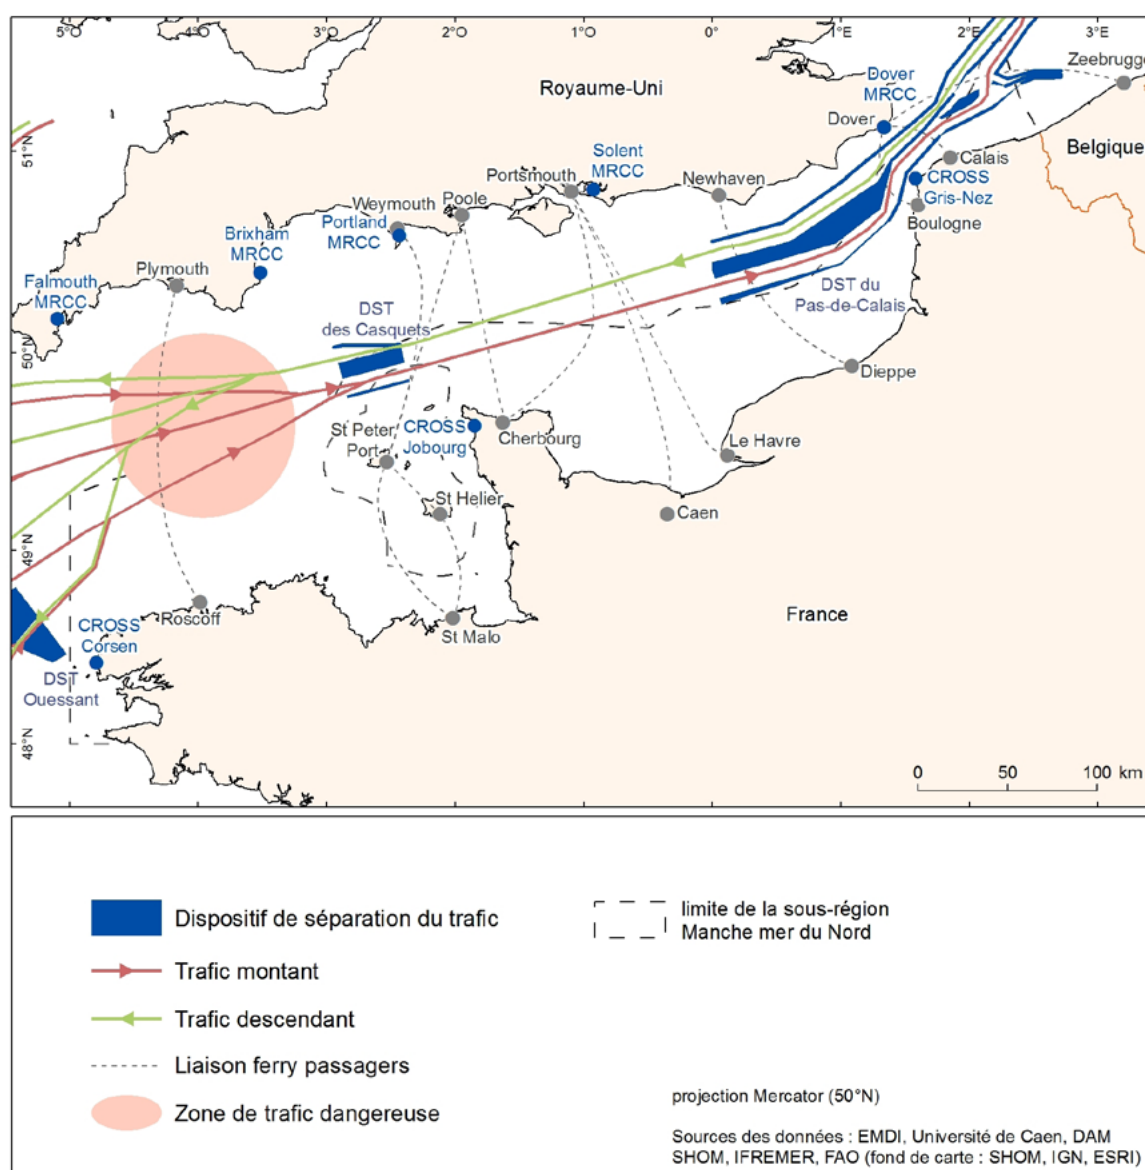 5°O
4°O
3°O
2°O
1°O
0°
1°E
2°E
3°E
51°N
50°N
49°N
48°N
Royaume-Uni
Dover
MRCC
Zeebrugge
Dover
Belgique
Calais
CROSS
Gris-Nez
Boulogne
Solent
MRCC
Portsmouth
Newhaven
Weymouth
Poole
Portland
MRCC
Brixham
MRCC
Plymouth
Falmouth
MRCC
DST
des Casquets
DST du
Pas-de-Calais
Dieppe
St Peter
Port
CROSS
Jobourg
Cherbourg
Le Havre
St Helier
Caen
Roscoff
St Malo
France
CROSS
Corsen
DST
Ouessant
0 50 100 km
Dispositif de séparation du trafic
Trafic montant
Trafic descendant
Liaison ferry passagers
Zone de trafic dangereuse
limite de la sous-région
Manche mer du Nord
projection Mercator (50°N)
Sources des données : EMDI, Université de Caen, DAM
SHOM, IFREMER, FAO (fond de carte : SHOM, IGN, ESRI)